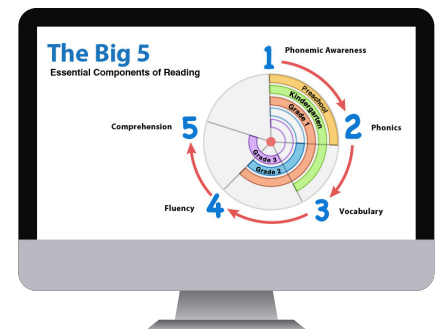 The Big 5
Essential Components of Reading
1
Phonemic Awareness
2
Phonics
3
Vocabulary
4
Fluency
5
Comprehension
Preschool
Kindergarten
Grade 1
Grade 2
Grade 3